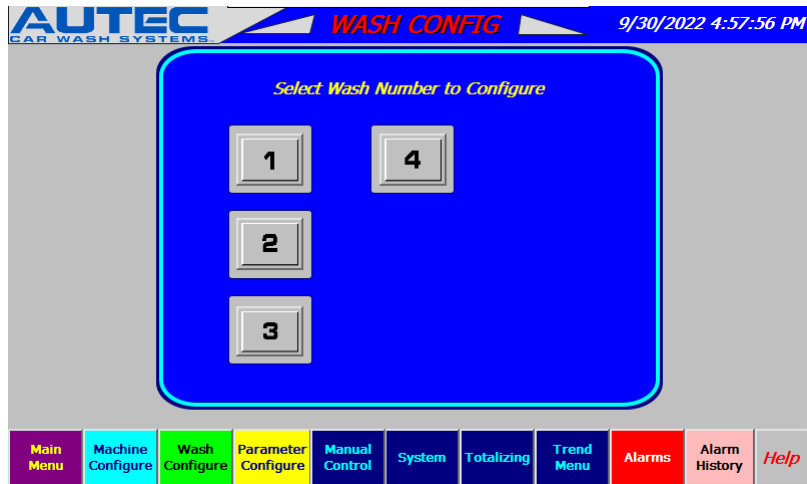 AUTEC
CAR WASH SYSTEMS
WASH CONFIG
9/30/2022 4:57:56 PM
Select Wash Number to Configure
1
4
2
3
Main
Menu
Machine
Configure
Wash
Configure
Parameter
Configure
Manual
Control
System
Totalizing
Trend
Menu
Alarms
Alarm
History
Help